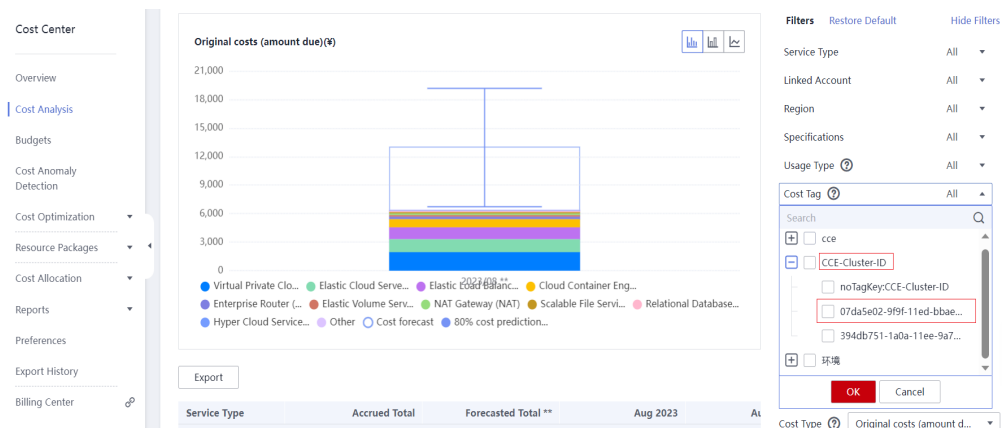 Cost Center
Overview
Cost Analysis
Budgets
Cost Anomaly
Detection
Cost Optimization
Resource Packages
Cost Allocation
Reports
Preferences
Export History
Billing Center
Original costs (amount due)(¥)
21,000
18,000
15,000
12,000
9,000
6,000
3,000
0
2023/08 **
Virtual Private Clo...
Elastic Cloud Serve...
Elastic Load Balanc...
Cloud Container Eng...
Enterprise Router (...
Elastic Volume Serv...
NAT Gateway (NAT)
Scalable File Servi...
Relational Database...
Hyper Cloud Service...
Other
Cost forecast
80% cost prediction...
Export
Service Type
Accrued Total
Forecasted Total **
Aug 2023
Au
Filters Restore Default Hide Filters
Service Type All
Linked Account All
Region All
Specifications All
Usage Type ? All
Cost Tag ? All
Search
cce
CCE-Cluster-ID
noTagKey:CCE-Cluster-ID
07da5e02-9f9f-11ed-bbae...
394db751-1a0a-11ee-9a7...
环境
OK Cancel
Cost Type ? Original costs (amount d...